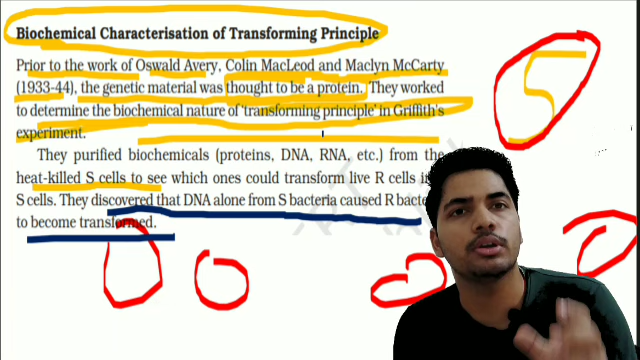 Biochemical Characterisation of Transforming Principle
Prior to the work of Oswald Avery, Colin MacLeod and Maclyn McCarty
(1933-44), the genetic material was thought to be a protein. They worked
to determine the biochemical nature of 'transforming principle' in Griffith's
experiment.
They purified biochemicals (proteins, DNA, RNA, etc.) from the
heat-killed S cells to see which ones could transform live R cells
S cells. They discovered that DNA alone from S bacteria caused R
to become transformed.
5